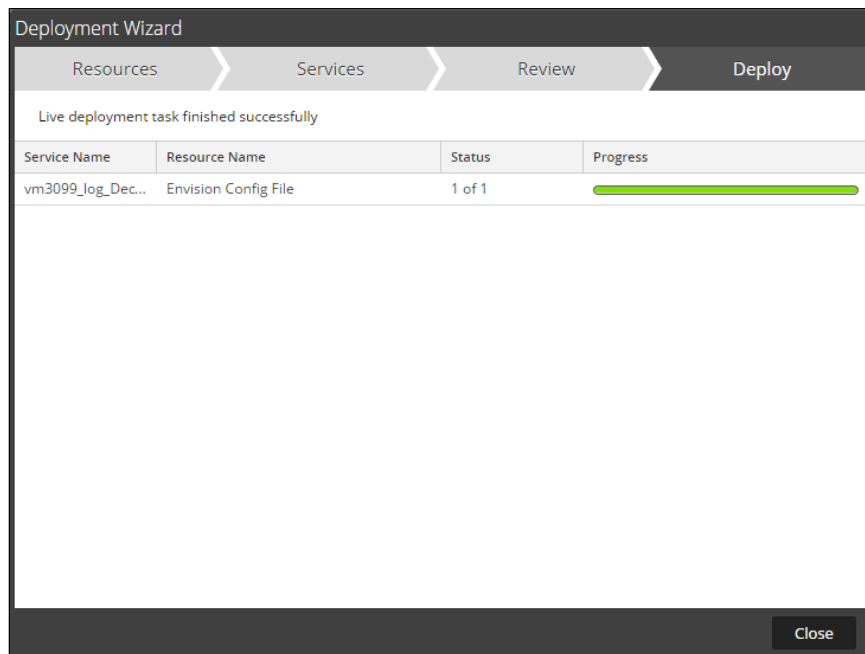 Deployment Wizard
Resources Services Review Deploy
Live deployment task finished successfully
Service Name Resource Name Status Progress
vm3099_log_Dec... Envision Config File 1 of 1
Close